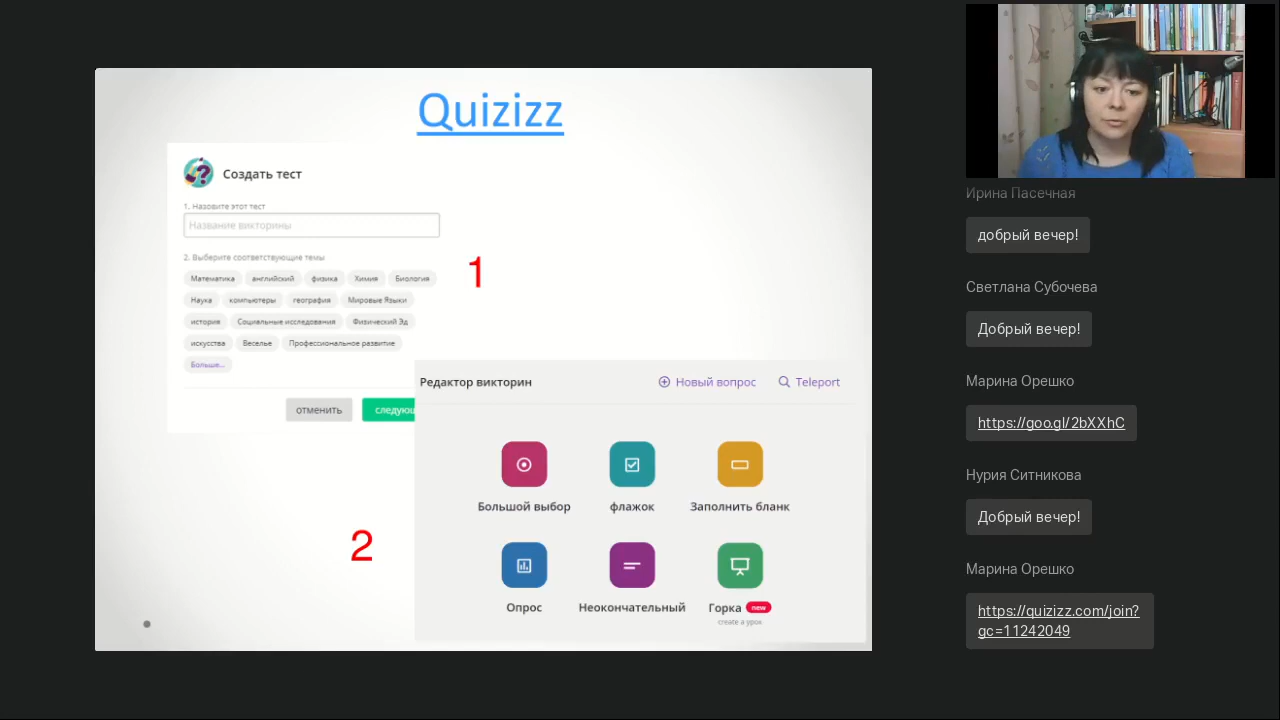 Quizizz
Создать тест
1. Назовите этот тест
Название викторины
2. Выберите соответствующие темы
Математика английский физика Химия Биология
Наука компьютеры география Мировые Языки
история Социальные исследования Физический Эд
искусства Веселье Профессиональное развитие
Больше...
отменить следующ
1
Редактор викторин Новый вопрос Teleport
Большой выбор флажок Заполнить бланк
Опрос Неокончательный Горка new
create a урок
2
Ирина Пасечная
добрый вечер!
Светлана Субочева
Добрый вечер!
Марина Орешко
https://goo.gl/2bXXhC
Нурия Ситникова
Добрый вечер!
Марина Орешко
https://quizizz.com/join?
gc=11242049